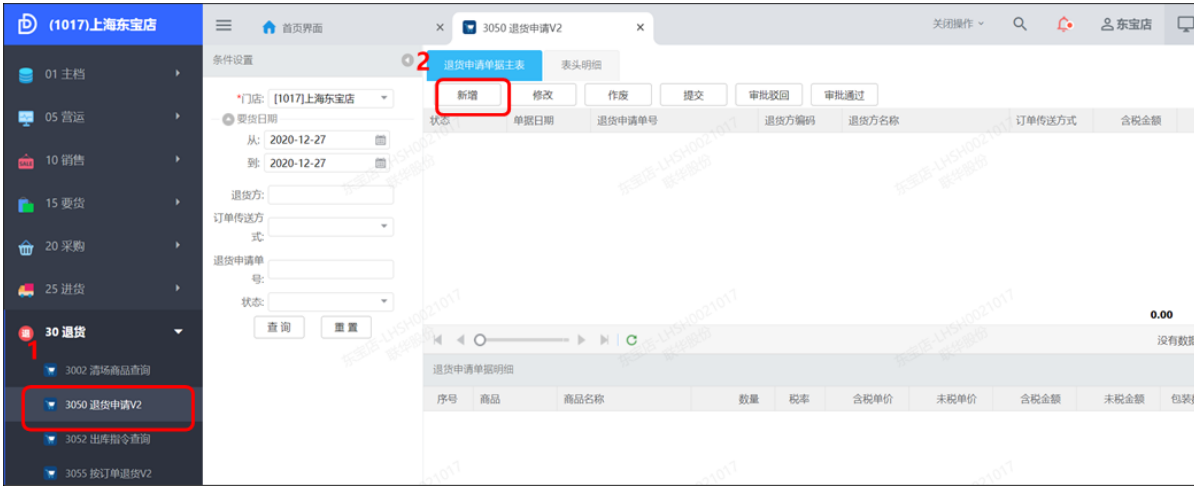 (1017)上海东宝店
首页界面
3050 退货申请V2
关闭操作
东宝店
01 主档
05 营运
10 销售
15 要货
20 采购
25 进货
30 退货
1
3002 清场商品查询
3050 退货申请V2
3052 出库指令查询
3055 按订单退货V2
条件设置
*门店: [1017]上海东宝店
要货日期
从: 2020-12-27
到: 2020-12-27
退货方:
订单传送方
式:
退货申请单
号:
状态:
查 询 重 置
2
退货申请单据主表 表头明细
新增 修改 作废 提交 审批驳回 审批通过
状态 单据日期 退货申请单号 退货方编码 退货方名称 订单传送方式 含税金额
0.00
没有数据
退货申请单据明细
序号 商品 商品名称 数量 税率 含税单价 未税单价 含税金额 未税金额 包装
东宝店-LHSH0021017
联华股份